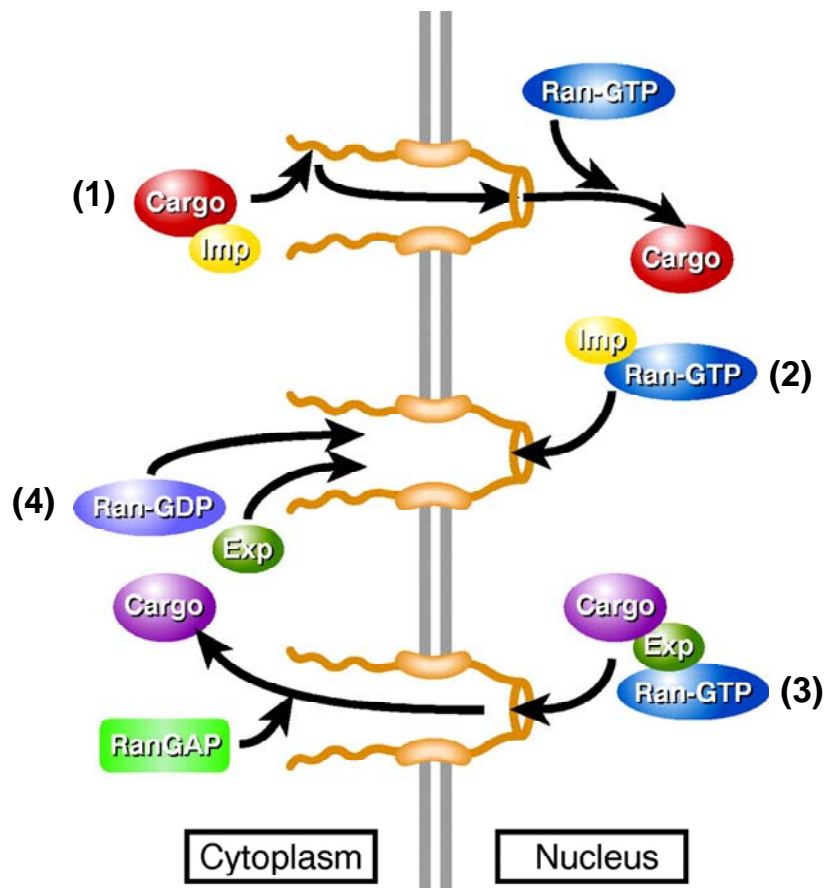 Ran-GTP
(1)
Cargo
Imp
Cargo
Imp
Ran-GTP
(2)
(4)
Ran-GDP
Exp
Cargo
Cargo
Exp
Ran-GTP
(3)
RanGAP
Cytoplasm
Nucleus